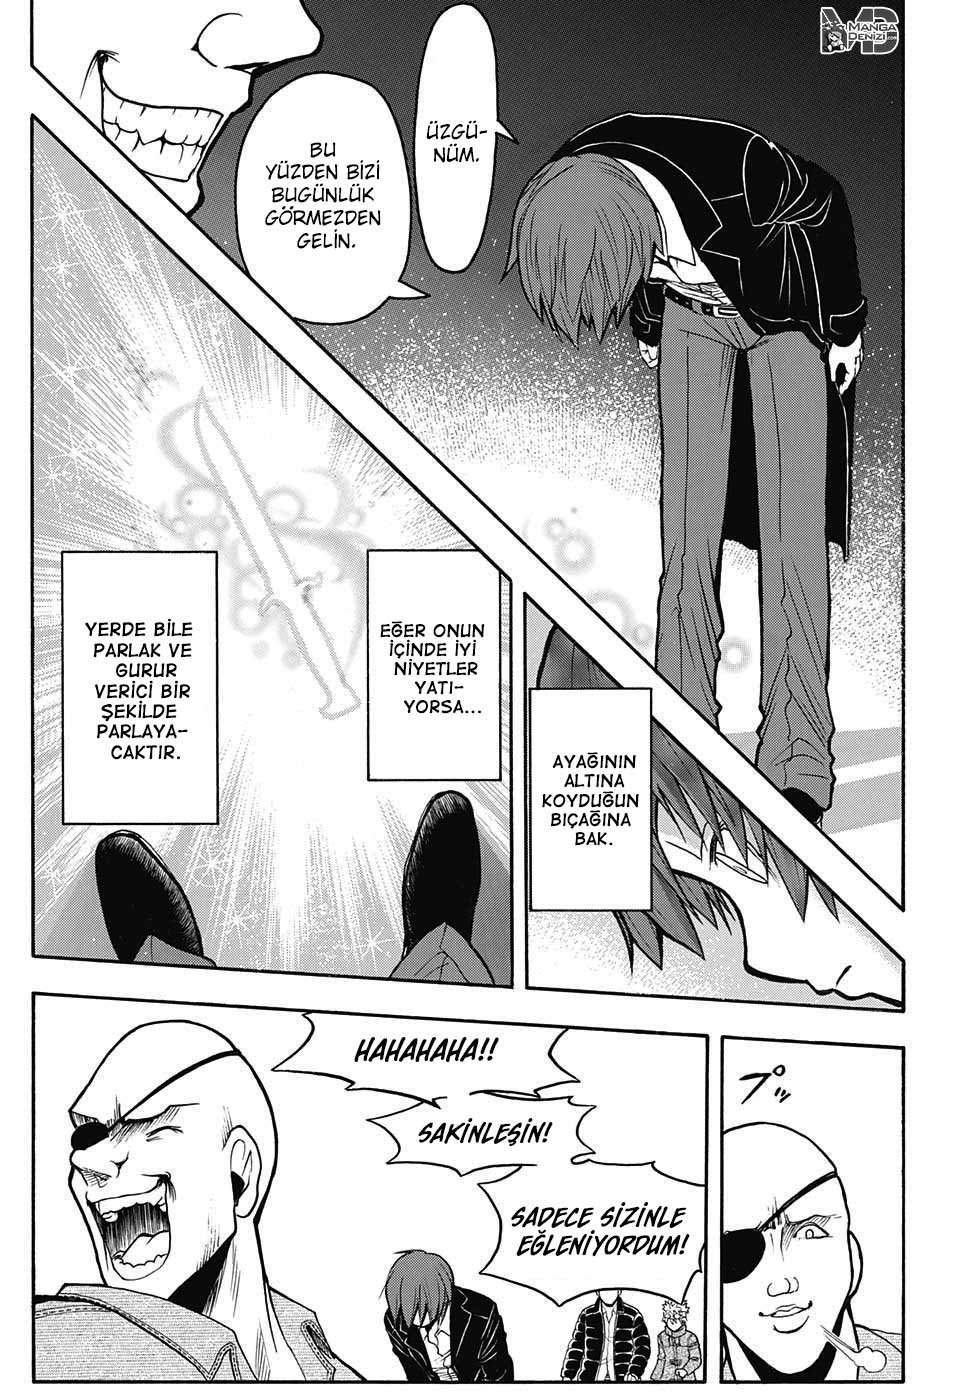 MANGA
DENİZİ
.com
ÜZGÜ-
NÜM.
BU
YÜZDEN BİZİ
BUGÜNLÜK
GÖRMEZDEN
GELİN.
AYAĞININ
ALTINA
KOYDUĞUN
BIÇAĞINA
BAK.
EĞER ONUN
İÇİNDE İYİ
NİYETLER
YATI-
YORSA...
YERDE BİLE
PARLAK VE
GURUR
VERİCİ BİR
ŞEKİLDE
PARLAYA-
CAKTIR.
プッ
HAHAHAHA!!
SAKİNLEŞİN!
SADECE SİZİNLE
EĞLENİYORDUM!